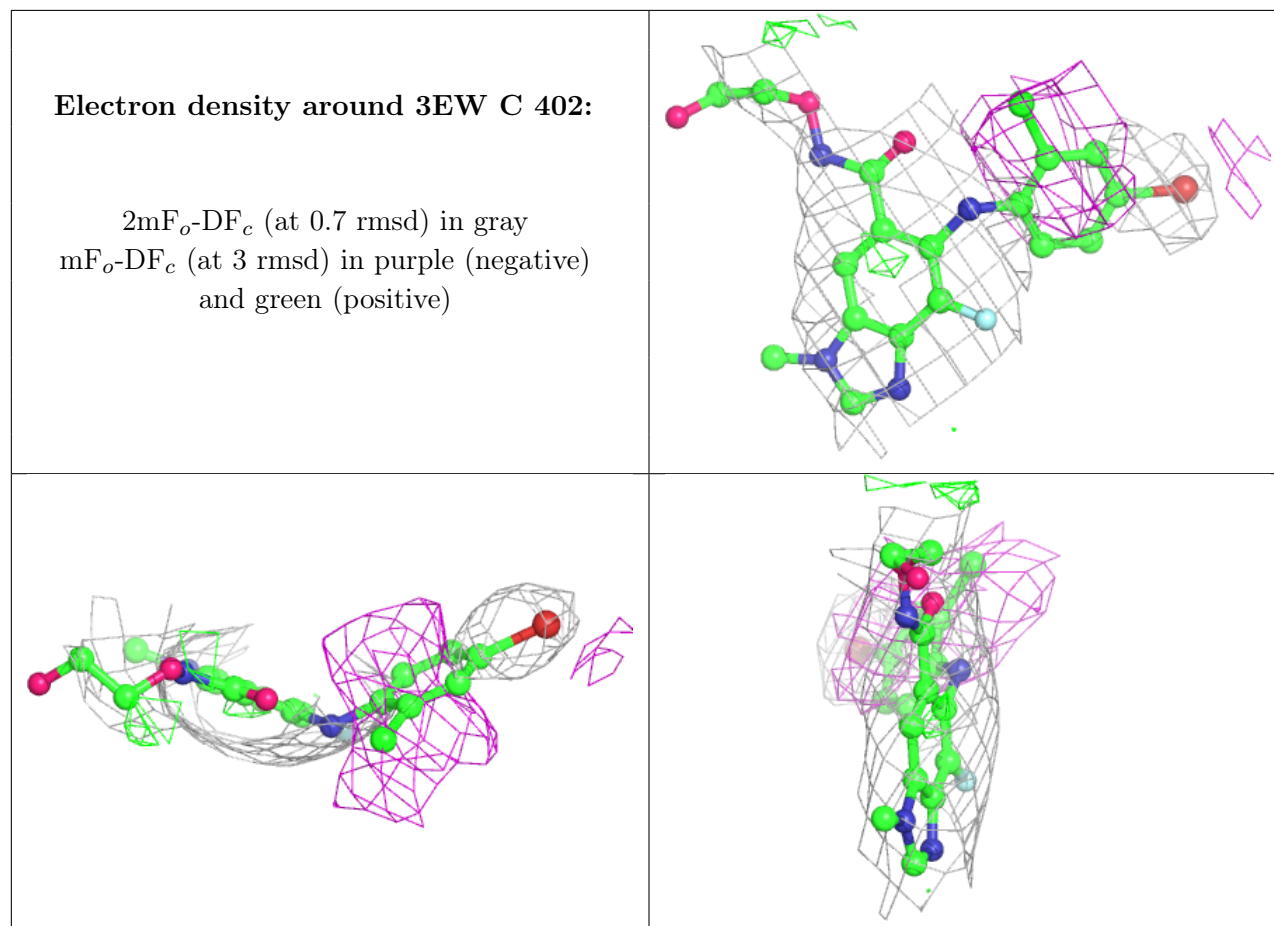 Electron density around 3EW C 402:
2mFo-DFc (at 0.7 rmsd) in gray
mFo-DFc (at 3 rmsd) in purple (negative)
and green (positive)